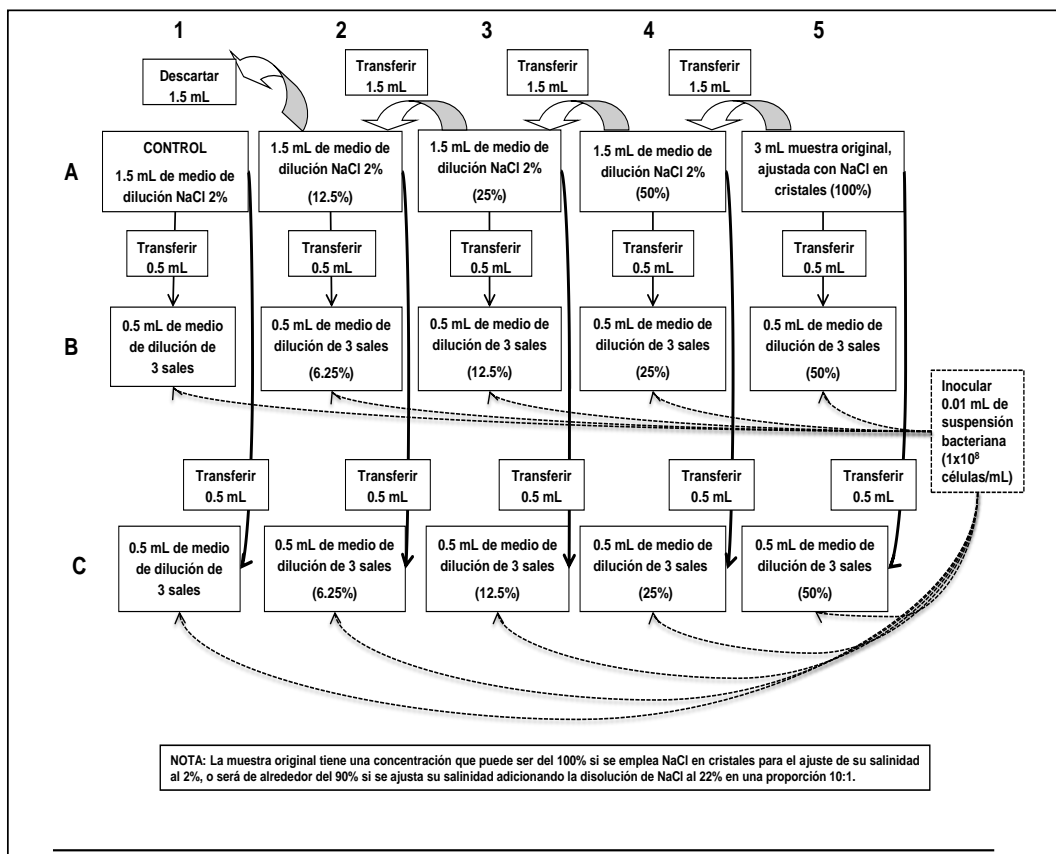 1 2 3 4 5
Descartar
1.5 mL
Transferir
1.5 mL
Transferir
1.5 mL
Transferir
1.5 mL
A
CONTROL
1.5 mL de medio de
dilución NaCl 2%
1.5 mL de medio de
dilución NaCl 2%
(12.5%)
1.5 mL de medio de
dilución NaCl 2%
(25%)
1.5 mL de medio de
dilución NaCl 2%
(50%)
3 mL muestra original,
ajustada con NaCl en
cristales (100%)
Transferir
0.5 mL
Transferir
0.5 mL
Transferir
0.5 mL
Transferir
0.5 mL
Transferir
0.5 mL
B
0.5 mL de medio
de dilución de
3 sales
0.5 mL de medio de
dilución de 3 sales
(6.25%)
0.5 mL de medio de
dilución de 3 sales
(12.5%)
0.5 mL de medio de
dilución de 3 sales
(25%)
0.5 mL de medio de
dilución de 3 sales
(50%)
Inocular
0.01 mL de
suspensión
bacteriana
(1x10⁸
células/mL)
Transferir
0.5 mL
Transferir
0.5 mL
Transferir
0.5 mL
Transferir
0.5 mL
Transferir
0.5 mL
C
0.5 mL de medio
de dilución de
3 sales
0.5 mL de medio de
dilución de 3 sales
(6.25%)
0.5 mL de medio de
dilución de 3 sales
(12.5%)
0.5 mL de medio de
dilución de 3 sales
(25%)
0.5 mL de medio de
dilución de 3 sales
(50%)
NOTA: La muestra original tiene una concentración que puede ser del 100% si se emplea NaCl en cristales para el ajuste de su salinidad
al 2%, o será de alrededor del 90% si se ajusta su salinidad adicionando la disolución de NaCl al 22% en una proporción 10:1.